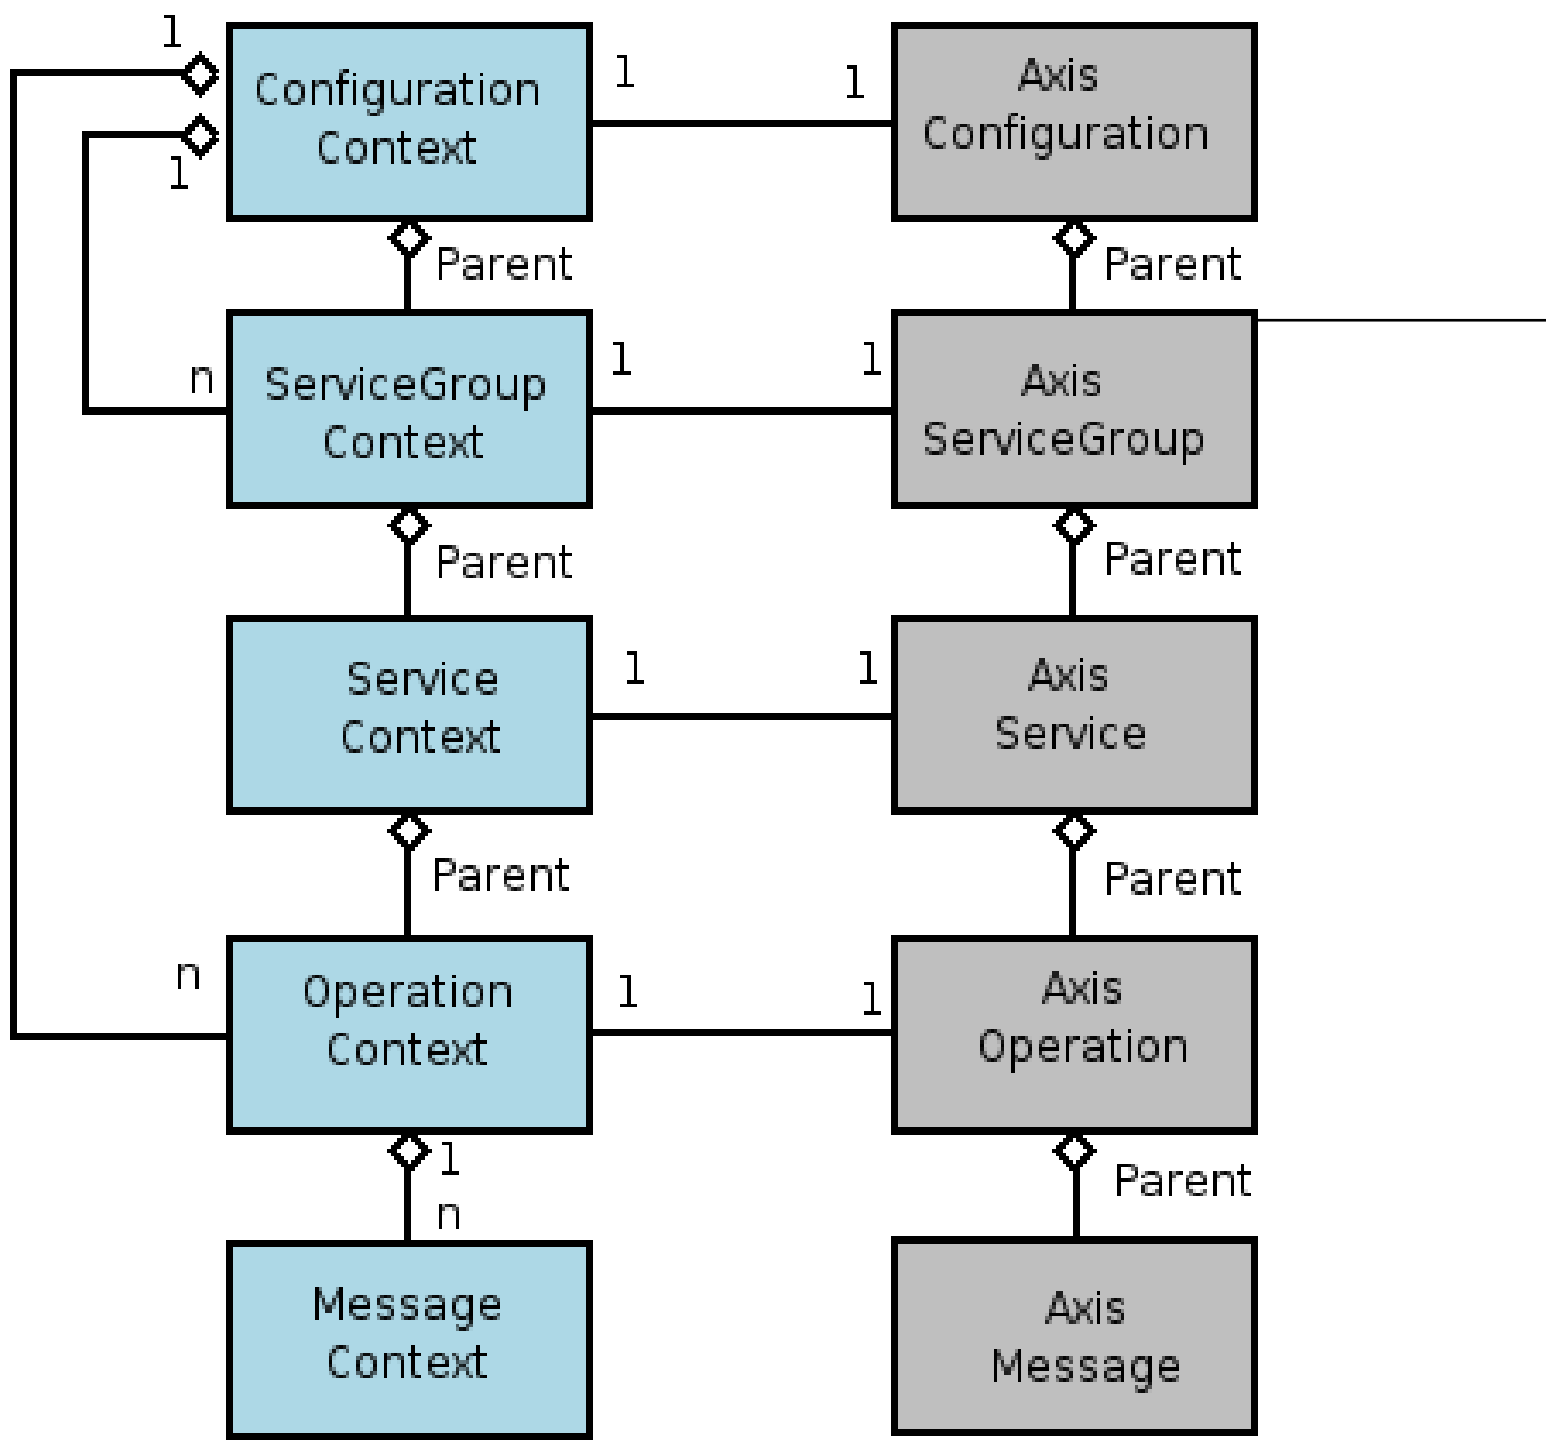 1
Configuration
Context
1
1
1
Axis
Configuration
Parent
Parent
n
ServiceGroup
Context
1
1
Axis
ServiceGroup
Parent
Parent
Service
Context
1
1
Axis
Service
Parent
Parent
n
Operation
Context
1
1
Axis
Operation
1
n
Parent
Message
Context
Axis
Message